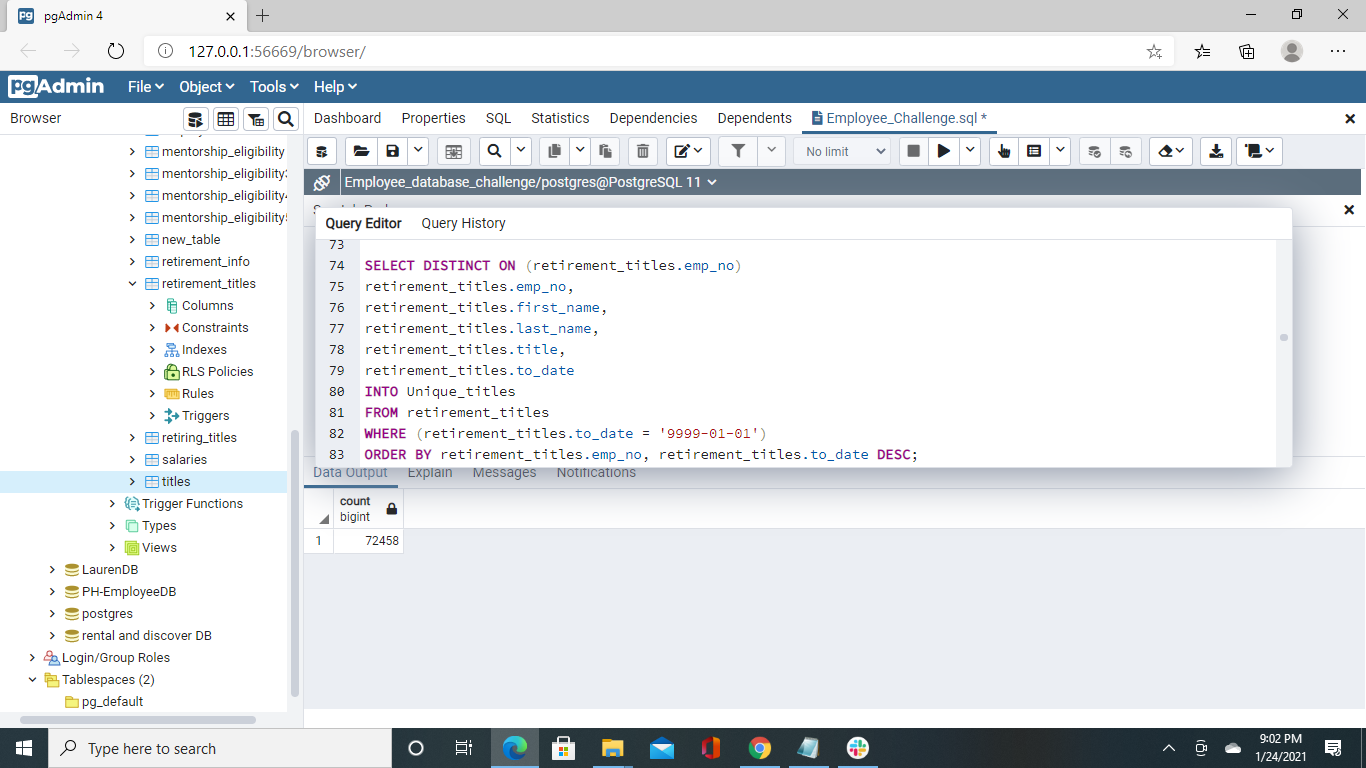 pgAdmin 4
127.0.0.1:56669/browser/
pgAdmin File Object Tools Help
Browser
Dashboard Properties SQL Statistics Dependencies Dependents Employee_Challenge.sql *
No limit
Employee_database_challenge/postgres@PostgreSQL 11
mentorship_eligibility
mentorship_eligibility
mentorship_eligibility
mentorship_eligibility
new_table
retirement_info
retirement_titles
Columns
Constraints
Indexes
RLS Policies
Rules
Triggers
retiring_titles
salaries
titles
Trigger Functions
Types
Views
LaurenDB
PH-EmployeeDB
postgres
rental and discover DB
Login/Group Roles
Tablespaces (2)
pg_default
Query Editor Query History
73
74 SELECT DISTINCT ON (retirement_titles.emp_no)
75 retirement_titles.emp_no,
76 retirement_titles.first_name,
77 retirement_titles.last_name,
78 retirement_titles.title,
79 retirement_titles.to_date
80 INTO Unique_titles
81 FROM retirement_titles
82 WHERE (retirement_titles.to_date = '9999-01-01')
83 ORDER BY retirement_titles.emp_no, retirement_titles.to_date DESC;
Data Output Explain Messages Notifications
count
bigint
1 72458
Type here to search
9:02 PM
1/24/2021